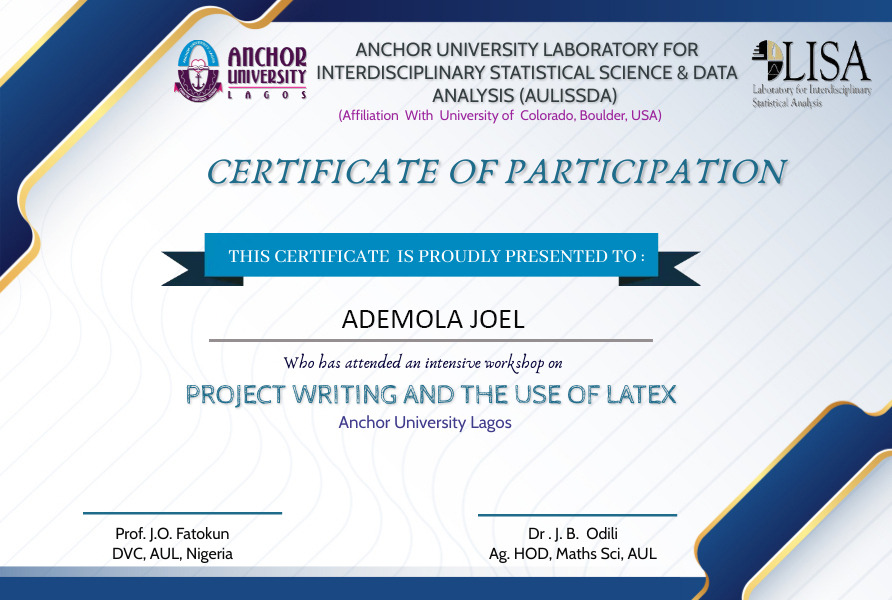 ANCHOR
UNIVERSITY
LAGOS
ANCHOR UNIVERSITY LABORATORY FOR
INTERDISCIPLINARY STATISTICAL SCIENCE & DATA
ANALYSIS (AULISSDA)
(Affiliation With University of Colorado, Boulder, USA)
LISA
Laboratory for Interdisciplinary
Statistical Analysis
CERTIFICATE OF PARTICIPATION
THIS CERTIFICATE IS PROUDLY PRESENTED TO :
ADEMOLA JOEL
Who has attended an intensive workshop on
PROJECT WRITING AND THE USE OF LATEX
Anchor University Lagos
Prof. J.O. Fatokun
DVC, AUL, Nigeria
Dr . J. B. Odili
Ag. HOD, Maths Sci, AUL